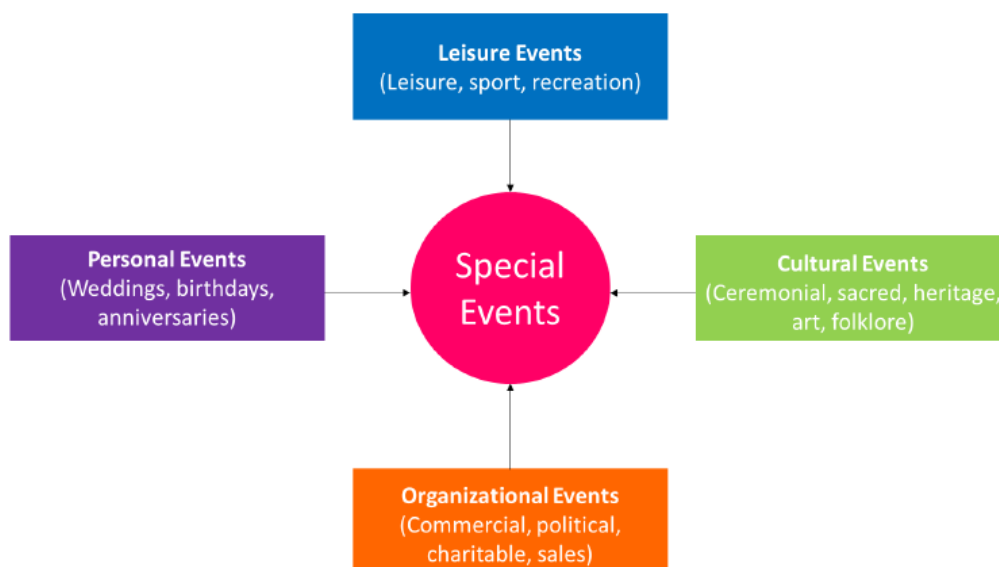 Leisure Events
(Leisure, sport, recreation)
Personal Events
(Weddings, birthdays,
anniversaries)
Special
Events
Cultural Events
(Ceremonial, sacred, heritage,
art, folklore)
Organizational Events
(Commercial, political,
charitable, sales)